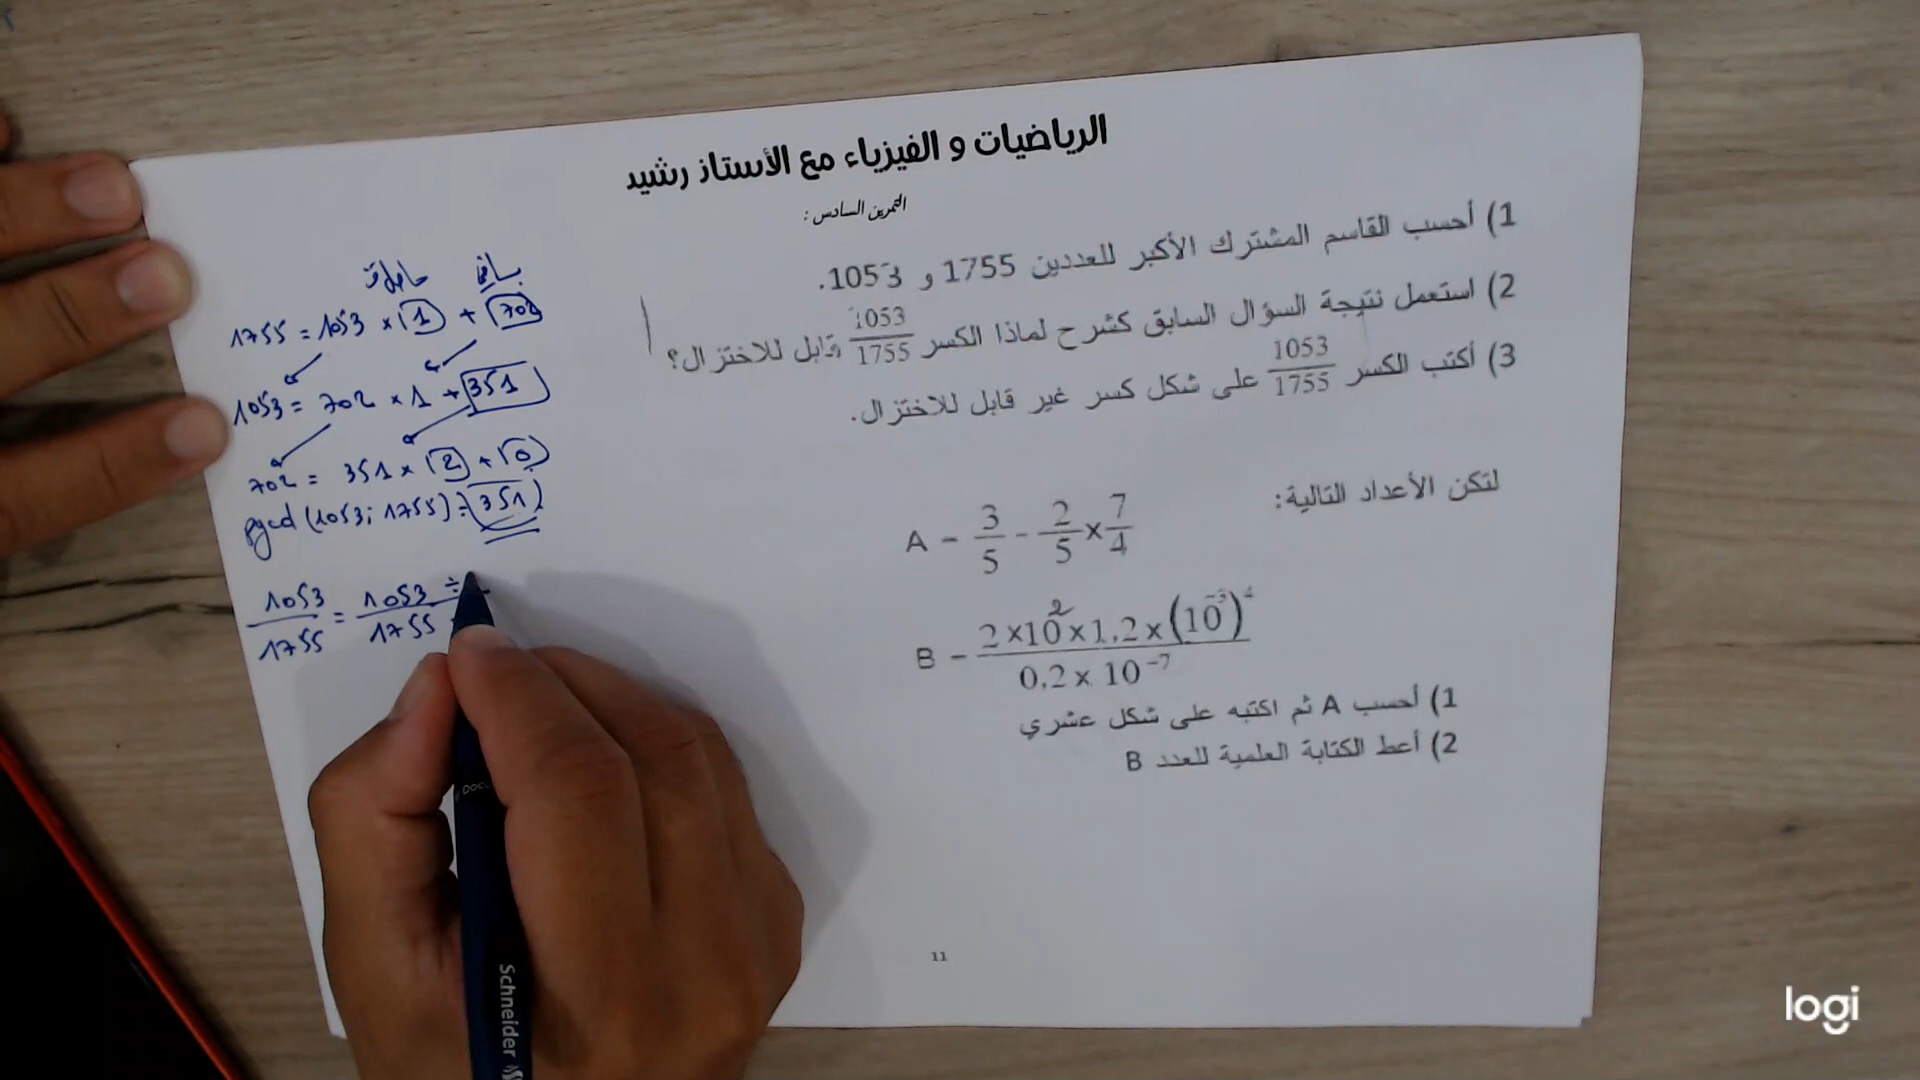 الرياضيات و الفيزياء مع الأستاذ رشيد
التمرين السادس :
1) أحسب القاسم المشترك الأكبر للعددين 1755 و 1053.
2) استعمل نتيجة السؤال السابق كشرح لماذا الكسر 1053/1755 قابل للاختزال؟
3) أكتب الكسر 1053/1755 على شكل كسر غير قابل للاختزال.
لتكن الأعداد التالية:
A = 3/5 - 2/5 × 7/4
B = (2 × 10² × 1,2 × (10⁻³)⁴) / (0,2 × 10⁻⁷)
1) أحسب A ثم اكتبه على شكل عشري
2) أعط الكتابة العلمية للعدد B
11
1755 = 1053 × 1 + 702
1053 = 702 × 1 + 351
702 = 351 × 2 + 0
pgcd (1053; 1755) = 351
1053/1755 = 1053 ÷ / 1755
Schneider
logi